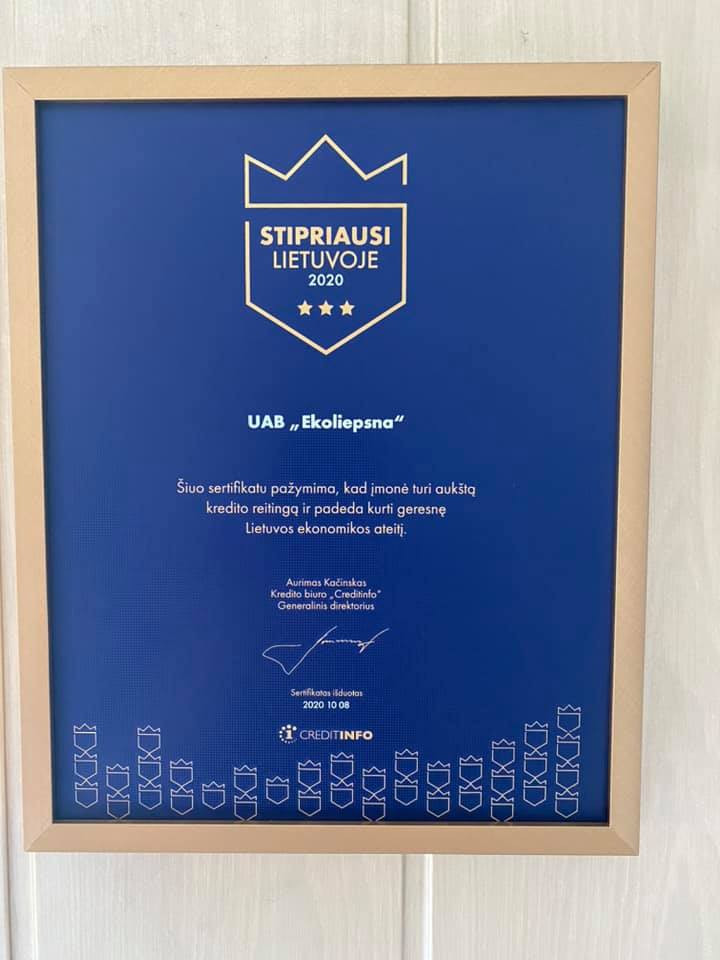 STIPRIAUSI
LIETUVOJE
2020
UAB „Ekoliepsna“
Šiuo sertifikatu pažymima, kad įmonė turi aukštą
kredito reitingą ir padeda kurti geresnę
Lietuvos ekonomikos ateitį.
Aurimas Kačinskas
Kredito biuro „Creditinfo“
Generalinis direktorius
Sertifikatas išduotas
2020 10 08
CREDITINFO